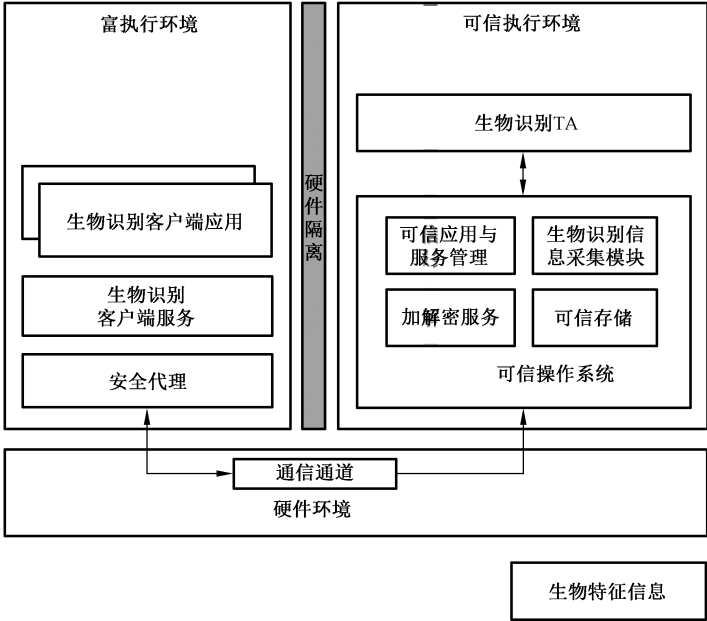 富执行环境
生物识别客户端应用
生物识别
客户端服务
安全代理
硬件隔离
可信执行环境
生物识别TA
可信应用与
服务管理
生物识别信
息采集模块
加解密服务
可信存储
可信操作系统
通信通道
硬件环境
生物特征信息